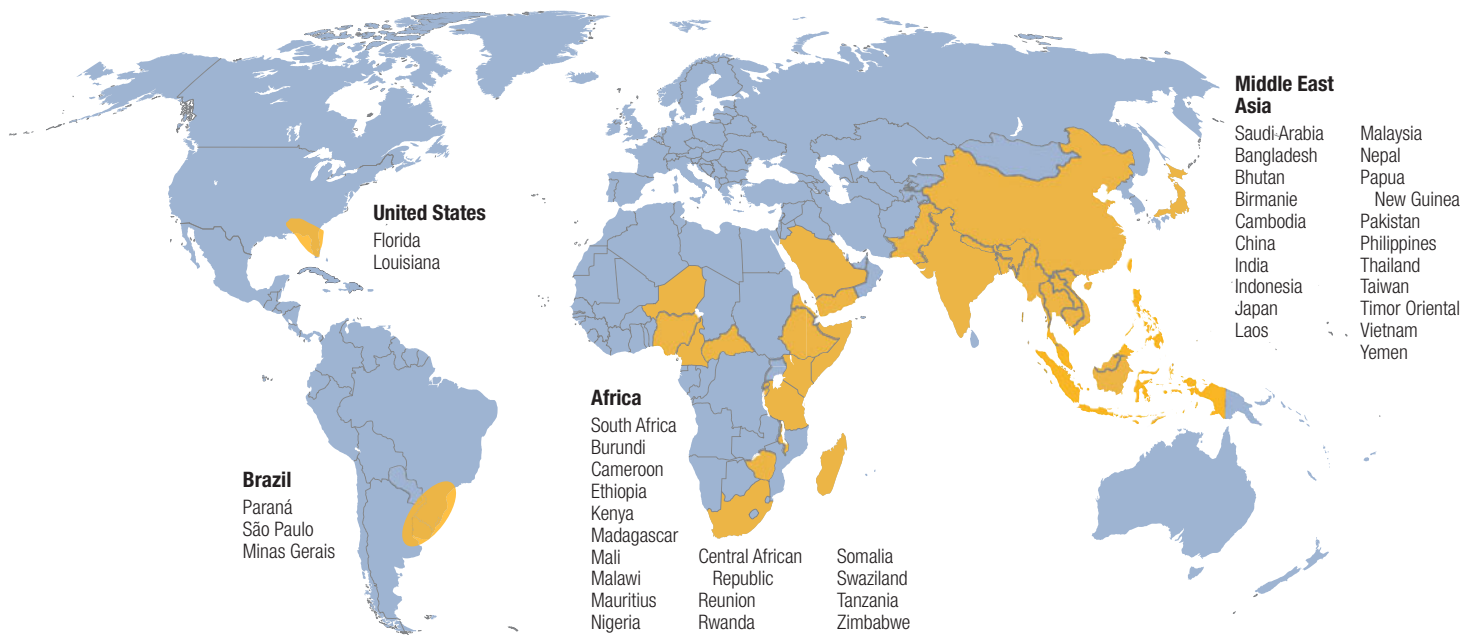 Middle East
Asia
Saudi Arabia
Bangladesh
Bhutan
Birmanie
Cambodia
China
India
Indonesia
Japan
Laos
Malaysia
Nepal
Papua
New Guinea
Pakistan
Philippines
Thailand
Taiwan
Timor Oriental
Vietnam
Yemen
United States
Florida
Louisiana
Africa
South Africa
Burundi
Cameroon
Ethiopia
Kenya
Madagascar
Mali
Malawi
Mauritius
Nigeria
Central African
Republic
Reunion
Rwanda
Somalia
Swaziland
Tanzania
Zimbabwe
Brazil
Paraná
São Paulo
Minas Gerais